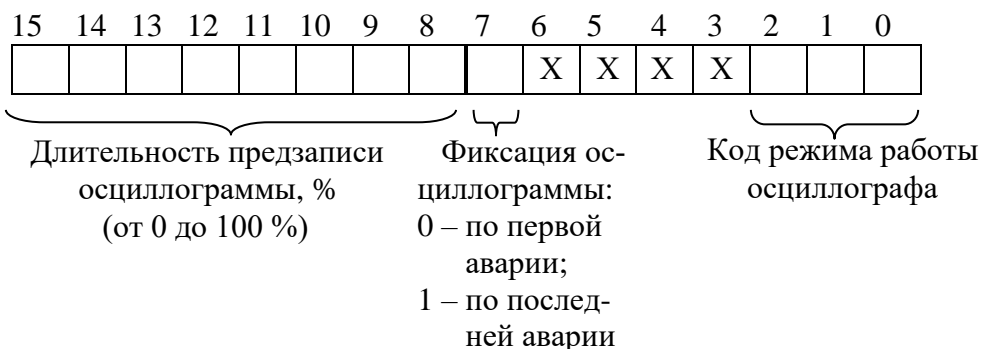 15 14 13 12 11 10 9 8 7 6 5 4 3 2 1 0
X X X X
Длительность предзаписи
осциллограммы, %
(от 0 до 100 %)
Фиксация ос-
циллограммы:
0 – по первой
аварии;
1 – по послед-
ней аварии
Код режима работы
осциллографа